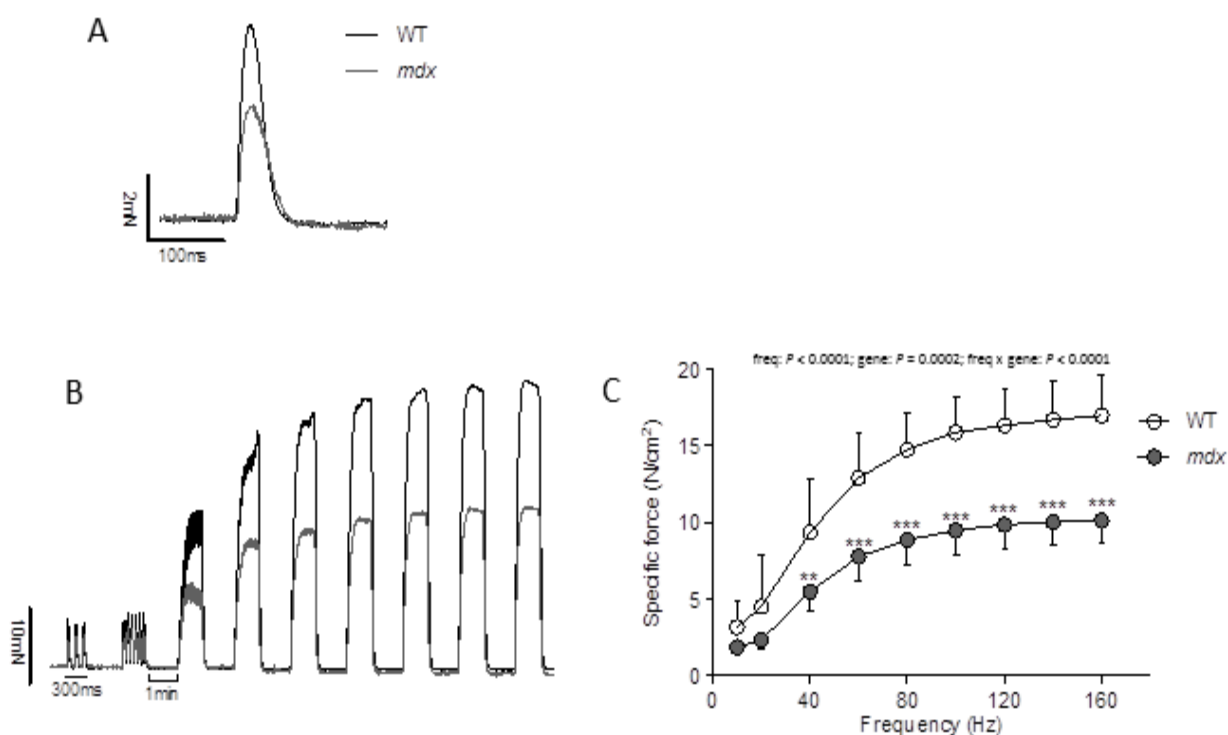 A
WT
mdx
2mN
100ms
B
10mN
300ms
1min
C
freq: P < 0.0001; gene: P = 0.0002; freq x gene: P < 0.0001
20
15
10
5
0
Specific force (N/cm²)
** *** *** *** *** *** ***
0 40 80 120 160
Frequency (Hz)
WT
mdx